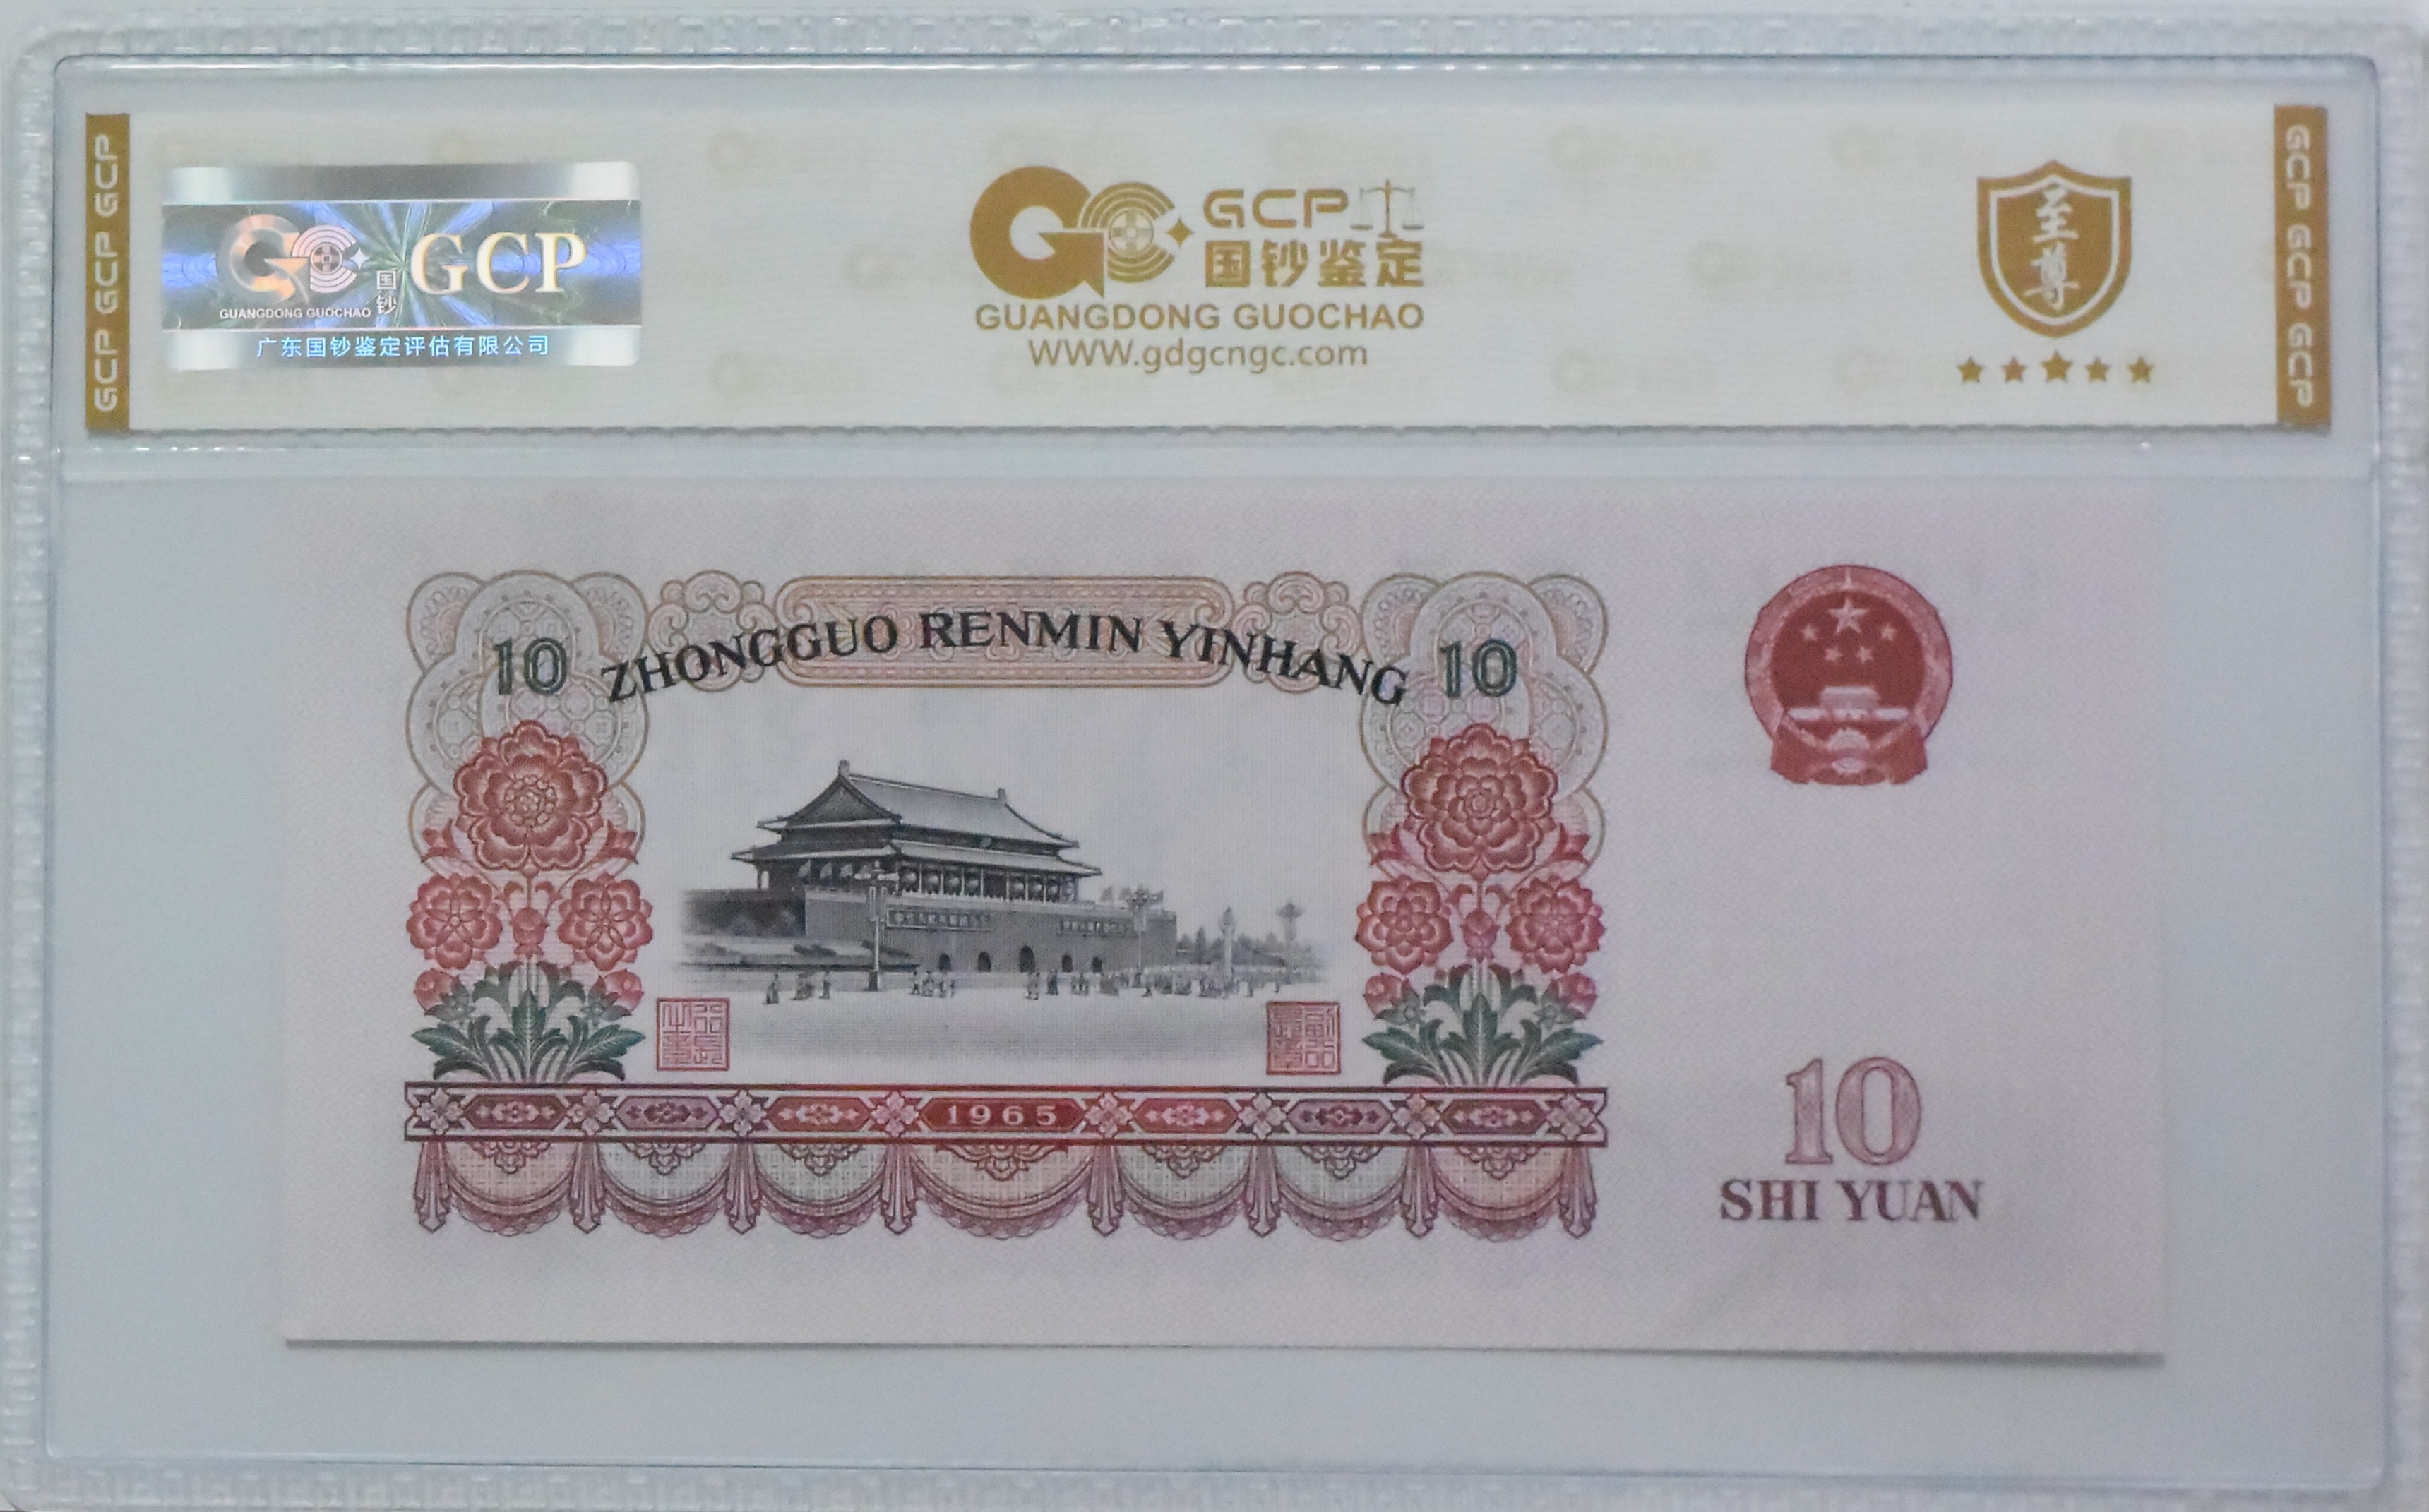 GCP GCP GCP
GCP
国钞
GUANGDONG GUOCHAO
广东国钞鉴定评估有限公司
GCP
国钞鉴定
GUANGDONG GUOCHAO
WWW.gdgcngc.com
至尊
GCP GCP GCP
10 ZHONGGUO RENMIN YINHANG 10
1965
10
SHI YUAN